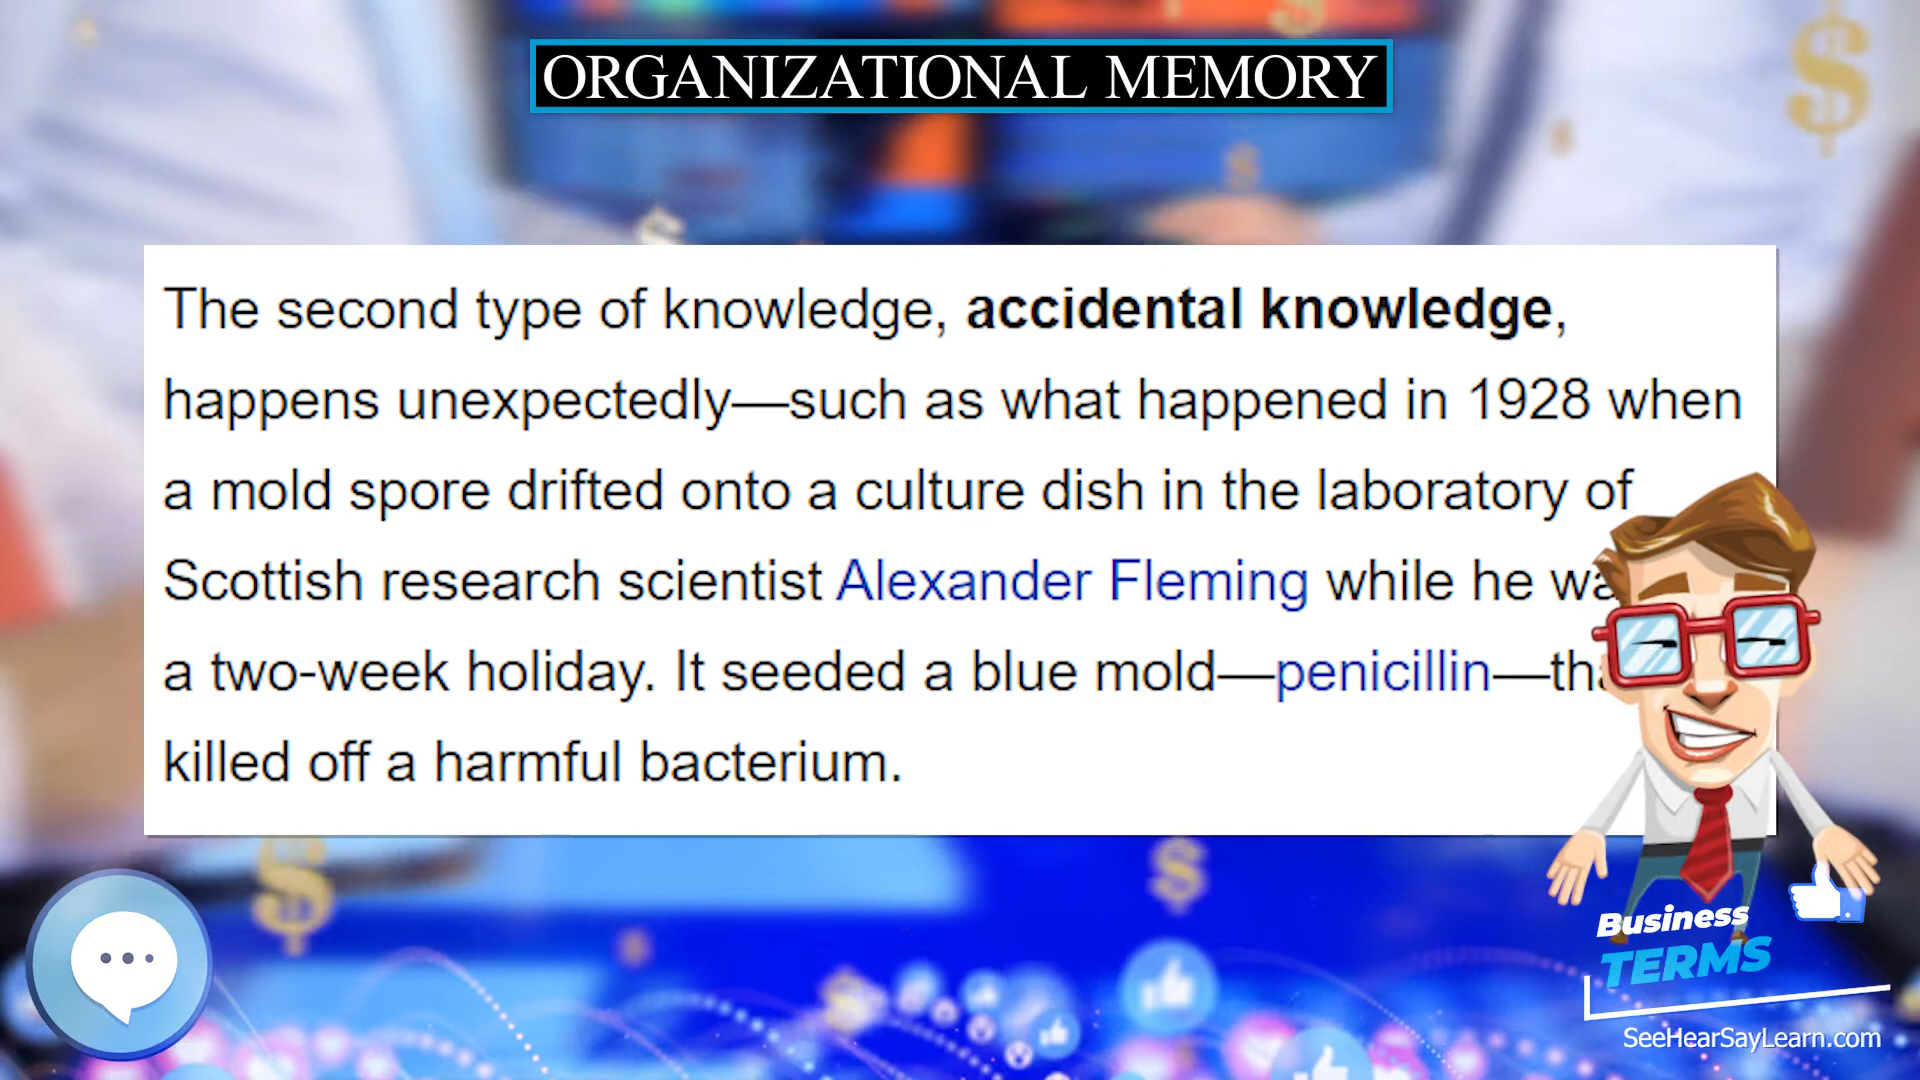 ORGANIZATIONAL MEMORY
The second type of knowledge, accidental knowledge,
happens unexpectedly—such as what happened in 1928 when
a mold spore drifted onto a culture dish in the laboratory of
Scottish research scientist Alexander Fleming while he
a two-week holiday. It seeded a blue mold—penicillin—
killed off a harmful bacterium.
Business
TERMS
SeeHearSayLearn.com